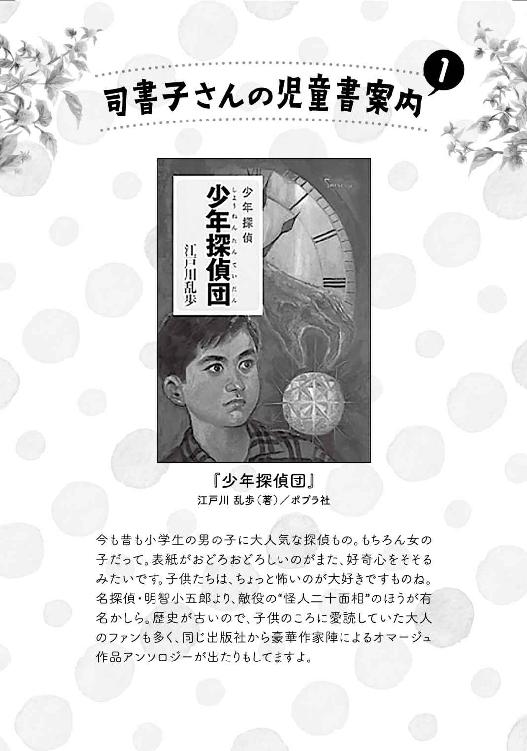 司書子さんの児童書案内
1
少年探偵
しょうねんたんていだん
少年探偵団
江戸川乱歩
『少年探偵団』
江戸川 乱歩(著)/ポプラ社
今も昔も小学生の男の子に大人気な探偵もの。もちろん女の
子だって。表紙がおどろおどろしいのがまた、好奇心をそそる
みたいです。子供たちは、ちょっと怖いのが大好きですものね。
名探偵・明智小五郎より、敵役の“怪人二十面相”のほうが有
名かしら。歴史が古いので、子供のころに愛読していた大人
のファンも多く、同じ出版社から豪華作家陣によるオマージュ
作品アンソロジーが出たりもしてますよ。